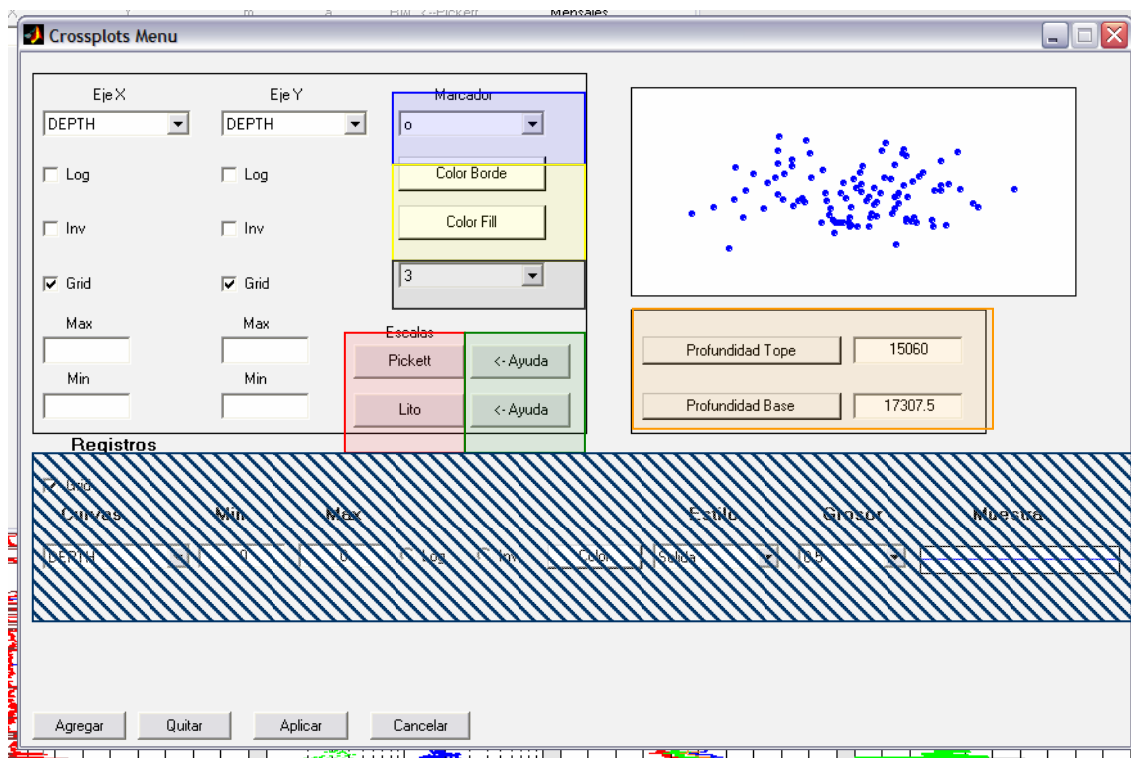 Mensajes
Crossplots Menu
Eje X Eje Y Marcador
DEPTH DEPTH o
Log Log Color Borde
Inv Inv Color Fill
Grid Grid 3
Max Max
Escalas
Pickett <- Ayuda
Min Min
Lito <- Ayuda
Profundidad Tope 15060
Profundidad Base 17307.5
Registros
Grid
Curvas Min Max Estilo Grosor Muestra
DEPTH 0 0 Log Inv Color Solida 0.5
Agregar Quitar Aplicar Cancelar